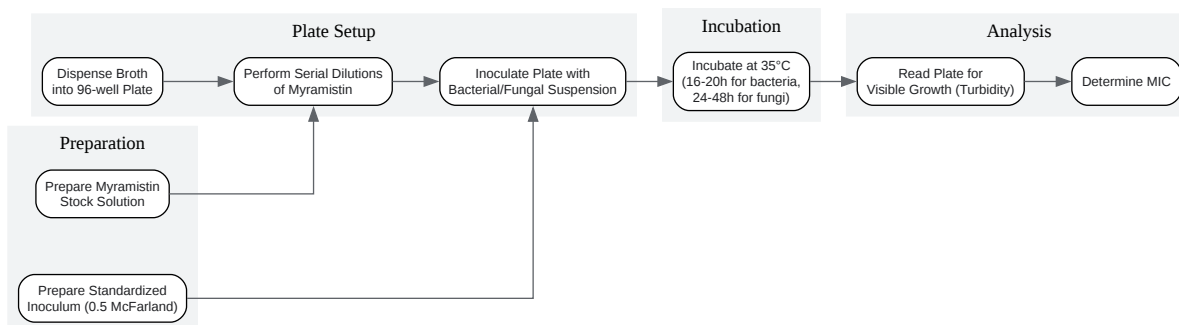 Plate Setup
Dispense Broth
into 96-well Plate
Perform Serial Dilutions
of Myramistin
Inoculate Plate with
Bacterial/Fungal Suspension
Incubation
Incubate at 35°C
(16-20h for bacteria,
24-48h for fungi)
Analysis
Read Plate for
Visible Growth (Turbidity)
Determine MIC
Preparation
Prepare Myramistin
Stock Solution
Prepare Standardized
Inoculum (0.5 McFarland)